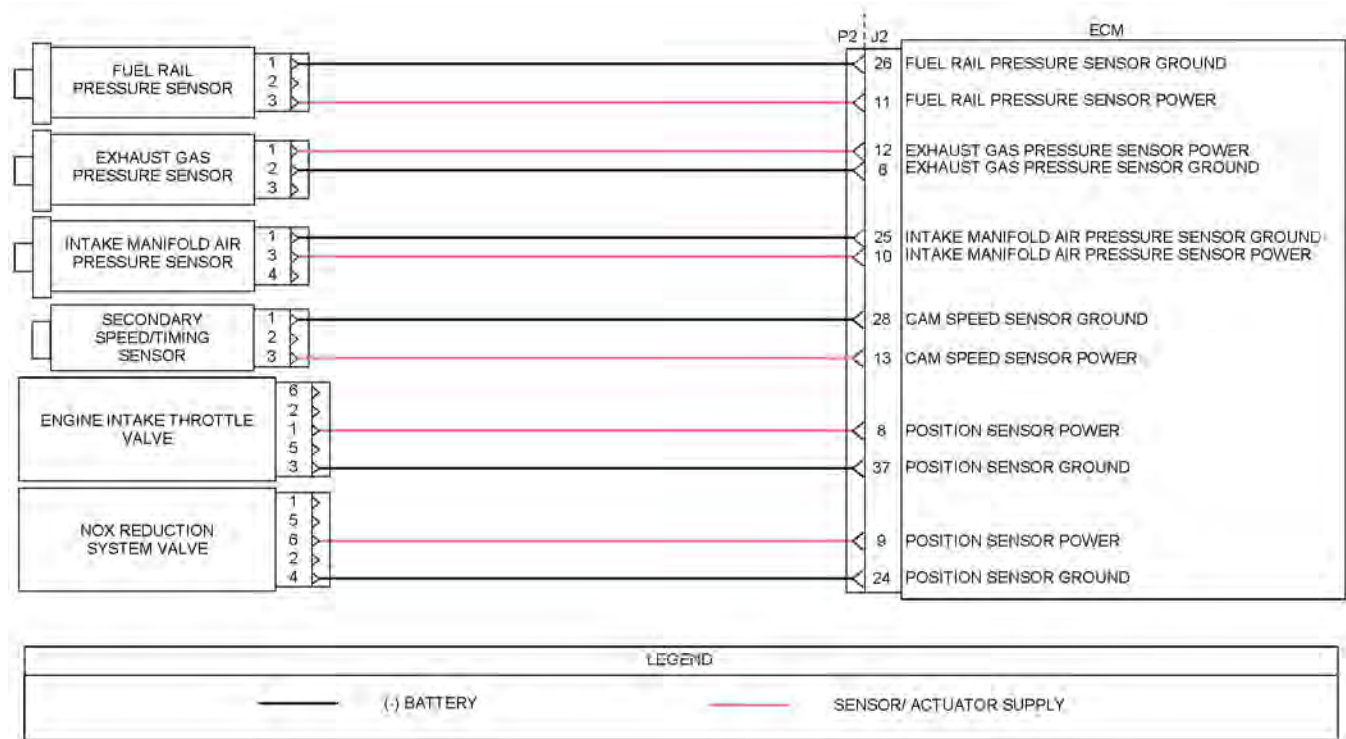 P2 J2
ECM
FUEL RAIL
PRESSURE SENSOR
1
2
3
26 FUEL RAIL PRESSURE SENSOR GROUND
11 FUEL RAIL PRESSURE SENSOR POWER
EXHAUST GAS
PRESSURE SENSOR
1
2
3
12 EXHAUST GAS PRESSURE SENSOR POWER
6 EXHAUST GAS PRESSURE SENSOR GROUND
INTAKE MANIFOLD AIR
PRESSURE SENSOR
1
3
4
25 INTAKE MANIFOLD AIR PRESSURE SENSOR GROUND
10 INTAKE MANIFOLD AIR PRESSURE SENSOR POWER
SECONDARY
SPEED/TIMING
SENSOR
1
2
3
28 CAM SPEED SENSOR GROUND
13 CAM SPEED SENSOR POWER
ENGINE INTAKE THROTTLE
VALVE
6
2
1
5
3
8 POSITION SENSOR POWER
37 POSITION SENSOR GROUND
NOX REDUCTION
SYSTEM VALVE
1
5
6
2
4
9 POSITION SENSOR POWER
24 POSITION SENSOR GROUND
LEGEND
(-) BATTERY
SENSOR/ ACTUATOR SUPPLY